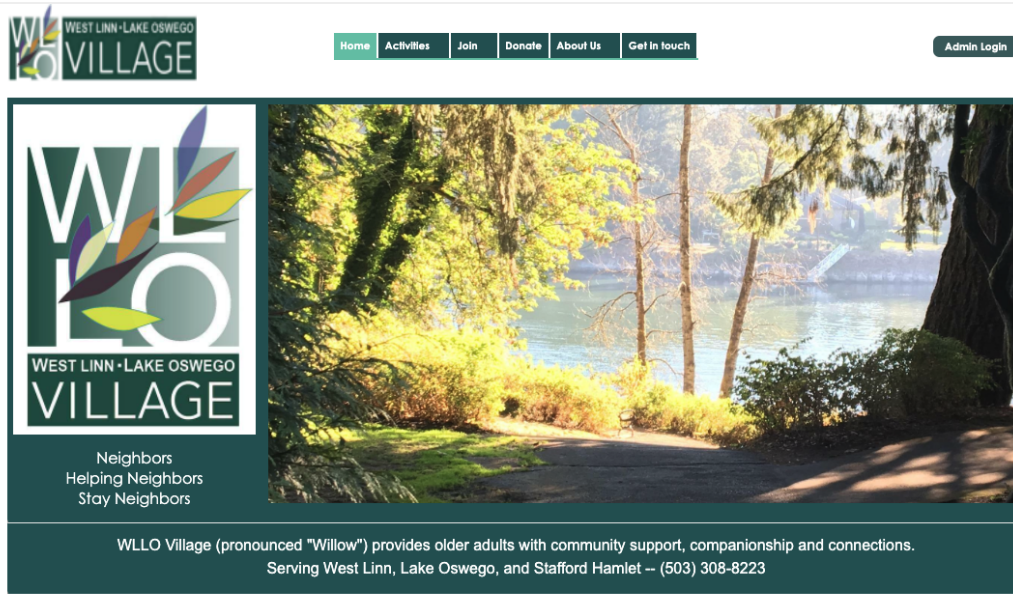 WLLO
WEST LINN•LAKE OSWEGO
VILLAGE
Home
Activities
Join
Donate
About Us
Get in touch
Admin Login
WL
LO
WEST LINN•LAKE OSWEGO
VILLAGE
Neighbors
Helping Neighbors
Stay Neighbors
WLLO Village (pronounced "Willow") provides older adults with community support, companionship and connections.
Serving West Linn, Lake Oswego, and Stafford Hamlet -- (503) 308-8223